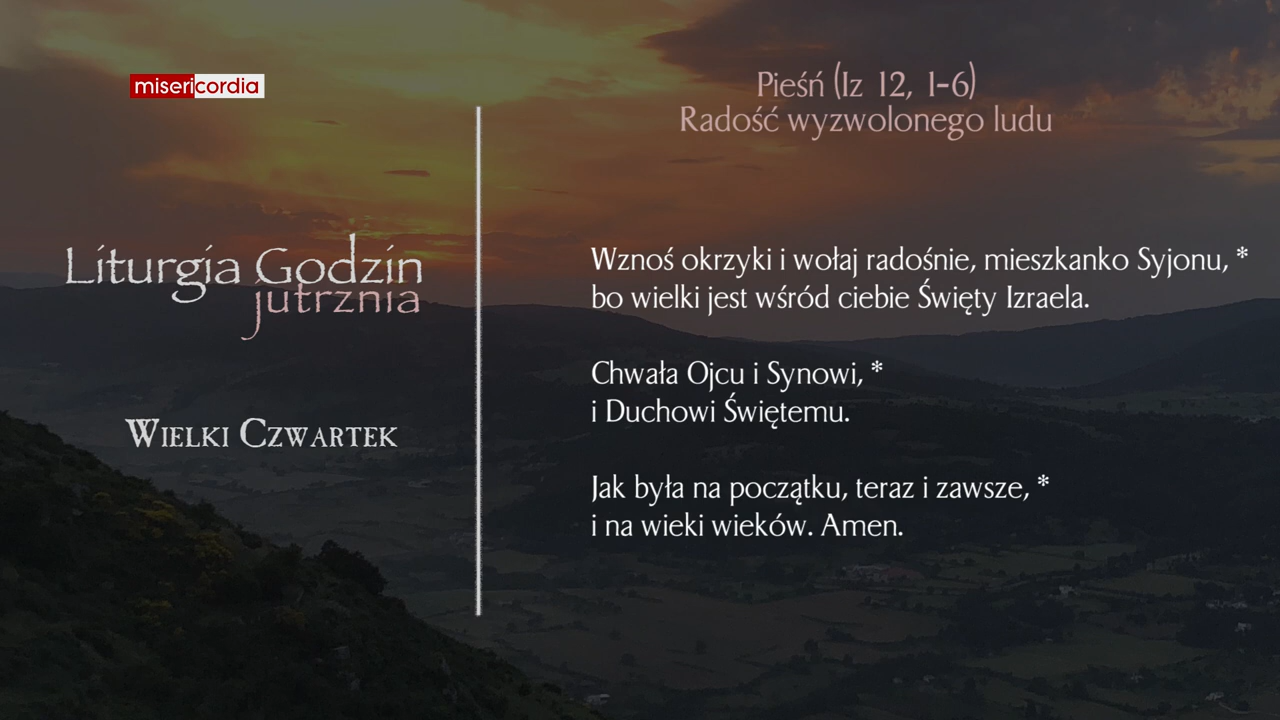 misericordia
Liturgia Godzin
jutrznia
Wielki Czwartek
Pieśń (Iz 12, 1-6)
Radość wyzwolonego ludu
Wznoś okrzyki i wołaj radośnie, mieszkanko Syjonu, *
bo wielki jest wśród ciebie Święty Izraela.
Chwała Ojcu i Synowi, *
i Duchowi Świętemu.
Jak była na początku, teraz i zawsze, *
i na wieki wieków. Amen.